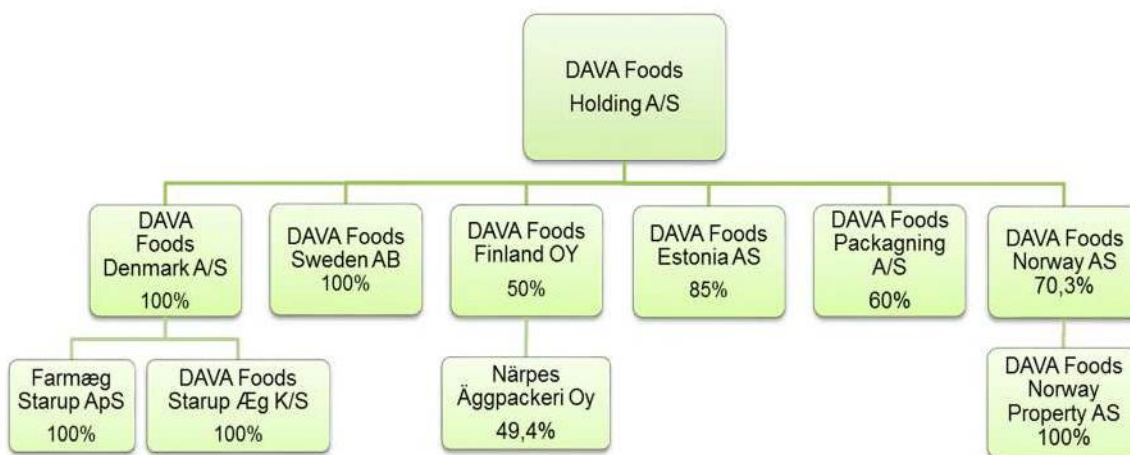 DAVA Foods
Holding A/S
DAVA
Foods
Denmark A/S
100%
DAVA Foods
Sweden AB
100%
DAVA Foods
Finland OY
50%
DAVA Foods
Estonia AS
85%
DAVA Foods
Packagning
A/S
60%
DAVA Foods
Norway AS
70,3%
Farmæg
Starup ApS
100%
DAVA Foods
Starup Æg K/S
100%
Närpes
Äggpackeri Oy
49,4%
DAVA Foods
Norway
Property AS
100%